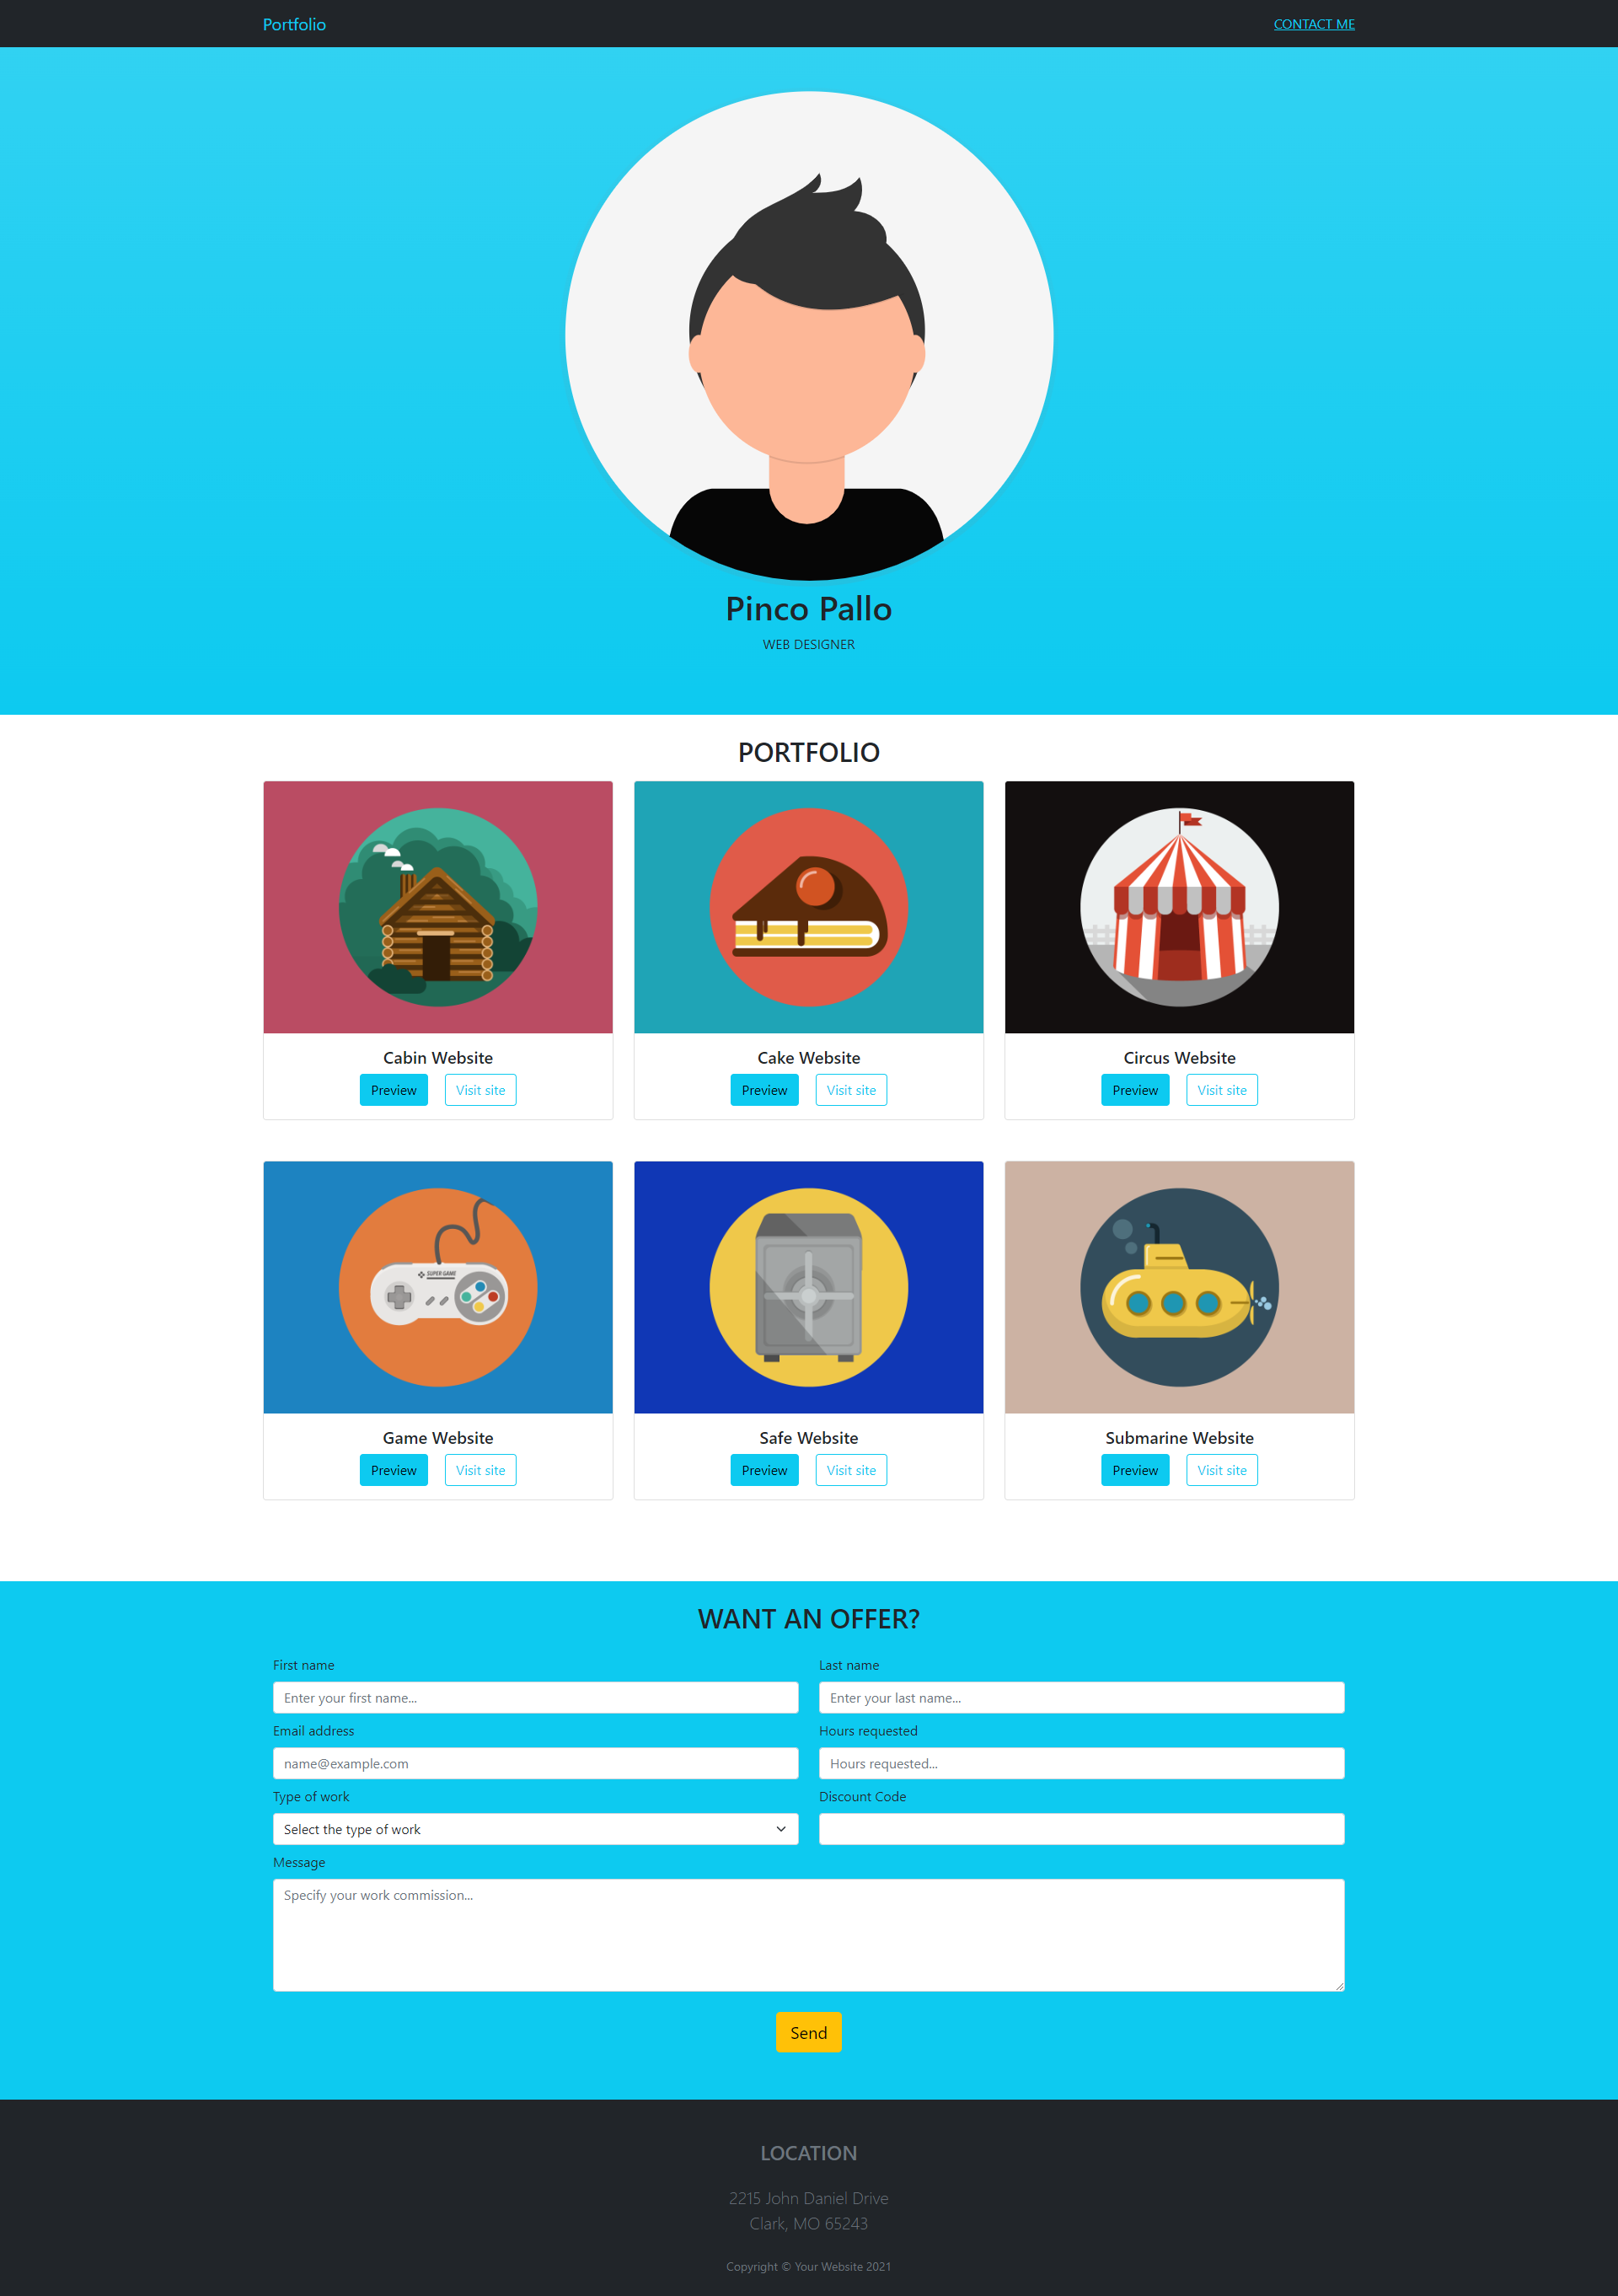 Portfolio
CONTACT ME
Pinco Pallo
WEB DESIGNER
PORTFOLIO
Cabin Website
Preview Visit site
Cake Website
Preview Visit site
Circus Website
Preview Visit site
SUPER GAME
Game Website
Preview Visit site
Safe Website
Preview Visit site
Submarine Website
Preview Visit site
WANT AN OFFER?
First name
Enter your first name...
Last name
Enter your last name...
Email address
name@example.com
Hours requested
Hours requested...
Type of work
Select the type of work
Discount Code
Message
Specify your work commission...
Send
LOCATION
2215 John Daniel Drive
Clark, MO 65243
Copyright © Your Website 2021